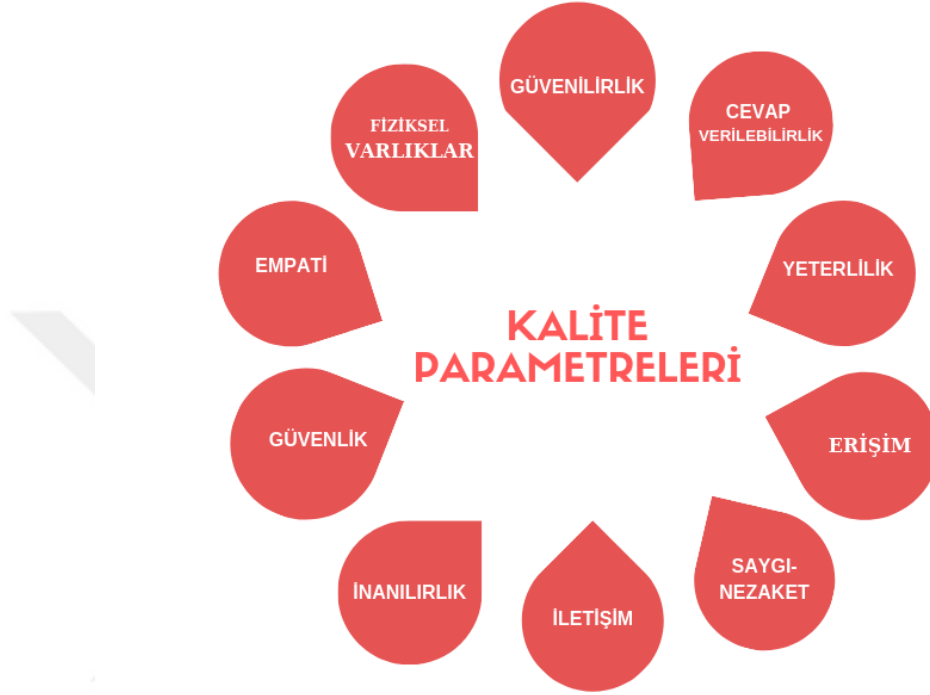 GÜVENİLİRLİK
CEVAP
VERİLEBİLİRLİK
YETERLİLİK
ERİŞİM
SAYGI-
NEZAKET
İLETİŞİM
İNANILIRLIK
GÜVENLİK
EMPATİ
FİZİKSEL
VARLIKLAR
KALİTE
PARAMETRELERİ